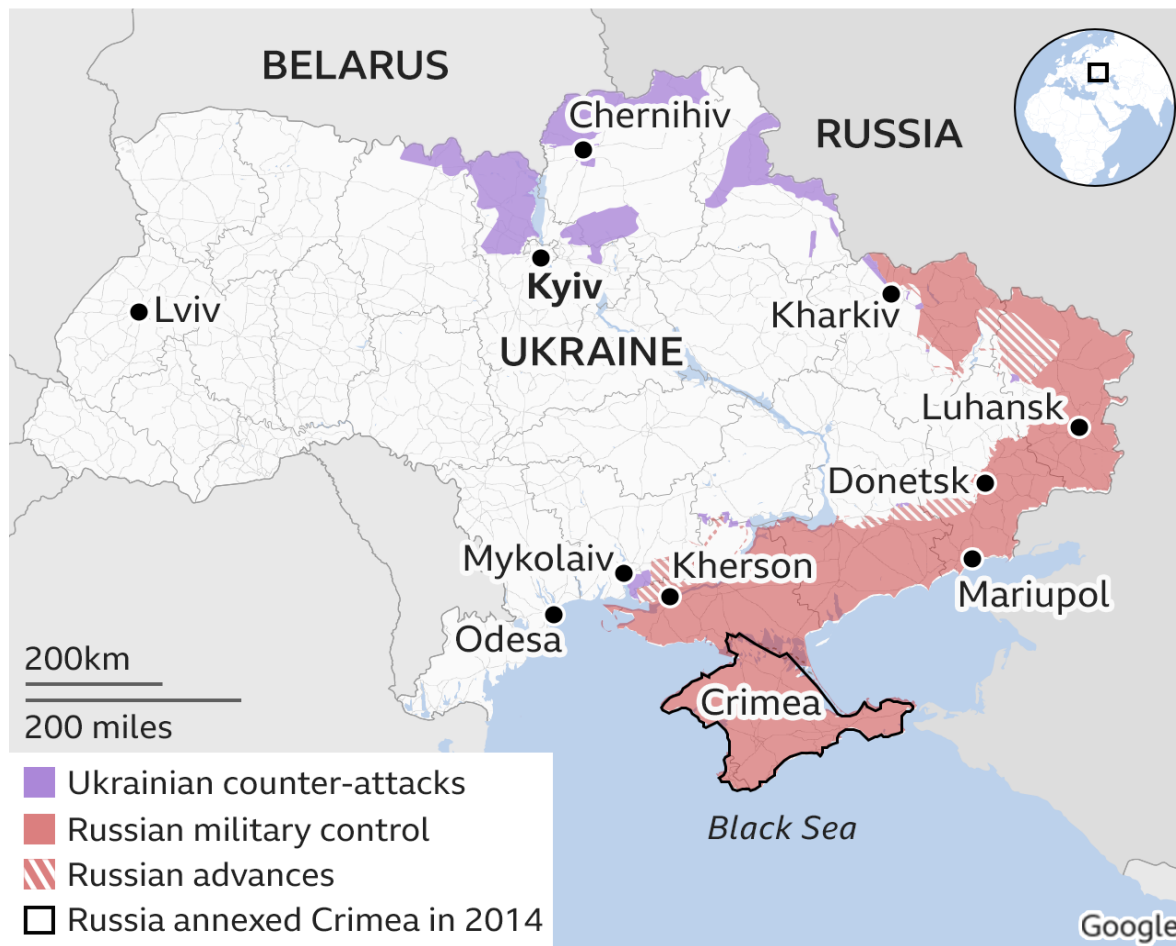 BELARUS
Chernihiv
RUSSIA
Kyiv
Lviv
Kharkiv
UKRAINE
Luhansk
Donetsk
Mykolaiv
Kherson
Mariupol
Odesa
200km
200 miles
Crimea
Ukrainian counter-attacks
Russian military control
Black Sea
Russian advances
Russia annexed Crimea in 2014
Google